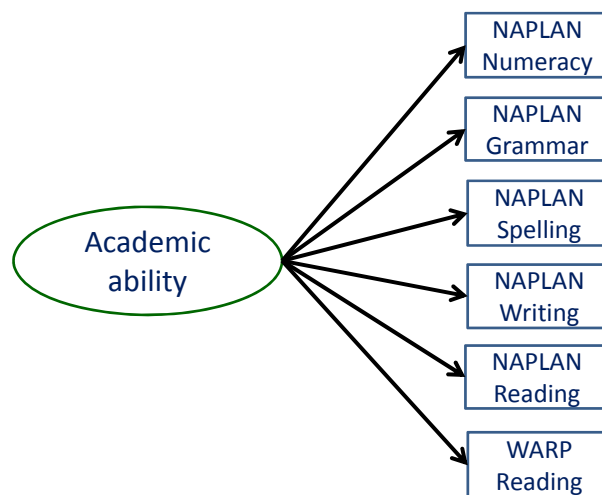 NAPLAN
Numeracy
NAPLAN
Grammar
NAPLAN
Spelling
Academic
ability
NAPLAN
Writing
NAPLAN
Reading
WARP
Reading